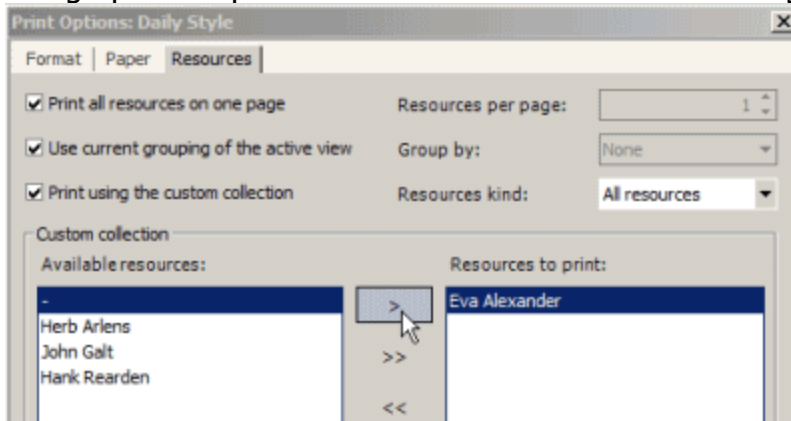 Print Options: Daily Style
Format | Paper Resources
Print all resources on one page
Resources per page: 1
Use current grouping of the active view
Group by: None
Print using the custom collection
Resources kind: All resources
Custom collection
Available resources:
Resources to print:
-
Herb Arlens
John Galt
Hank Rearden
>
>>
<<
Eva Alexander